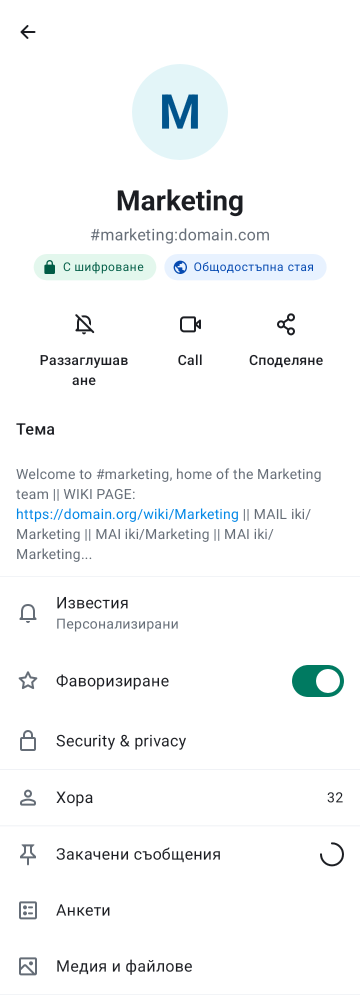 M
Marketing
#marketing:domain.com
С шифроване
Общодостъпна стая
Раззаглушав
ане
Call
Споделяне
Тема
Welcome to #marketing, home of the Marketing
team || WIKI PAGE:
https://domain.org/wiki/Marketing || MAIL iki/
Marketing || MAI iki/Marketing || MAI iki/
Marketing...
Известия
Персонализирани
Фаворизиране
Security & privacy
Хора
32
Закачени съобщения
Анкети
Медия и файлове